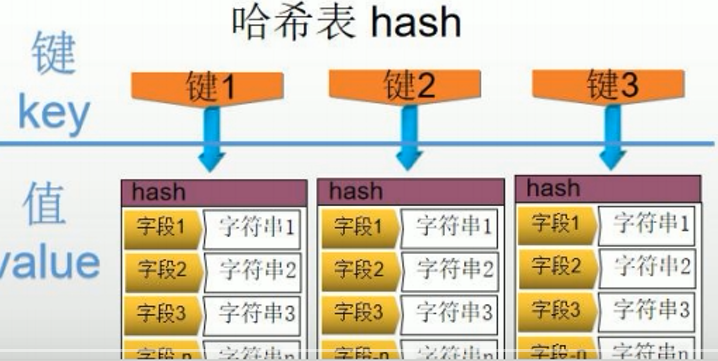 哈希表 hash
键
key
键1 键2 键3
值
value
hash hash hash
字段1 字符串1 字段1 字符串1 字段1 字符串1
字段2 字符串2 字段2 字符串2 字段2 字符串2
字段3 字符串3 字段3 字符串3 字段3 字符串3
字段-n 字符串n 字段-n 字符串n 字段-n 字符串n